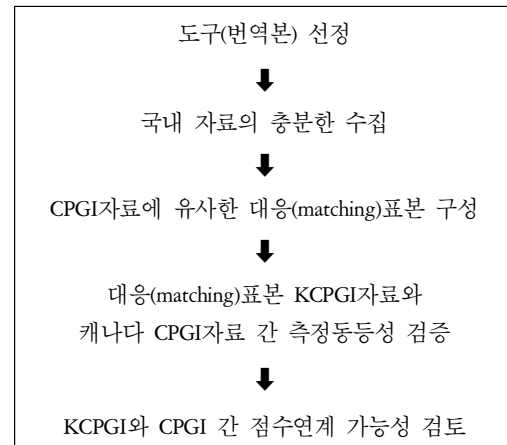 도구(번역본) 선정
국내 자료의 충분한 수집
CPGI자료에 유사한 대응(matching)표본 구성
대응(matching)표본 KCPGI자료와
캐나다 CPGI자료 간 측정동등성 검증
KCPGI와 CPGI 간 점수연계 가능성 검토